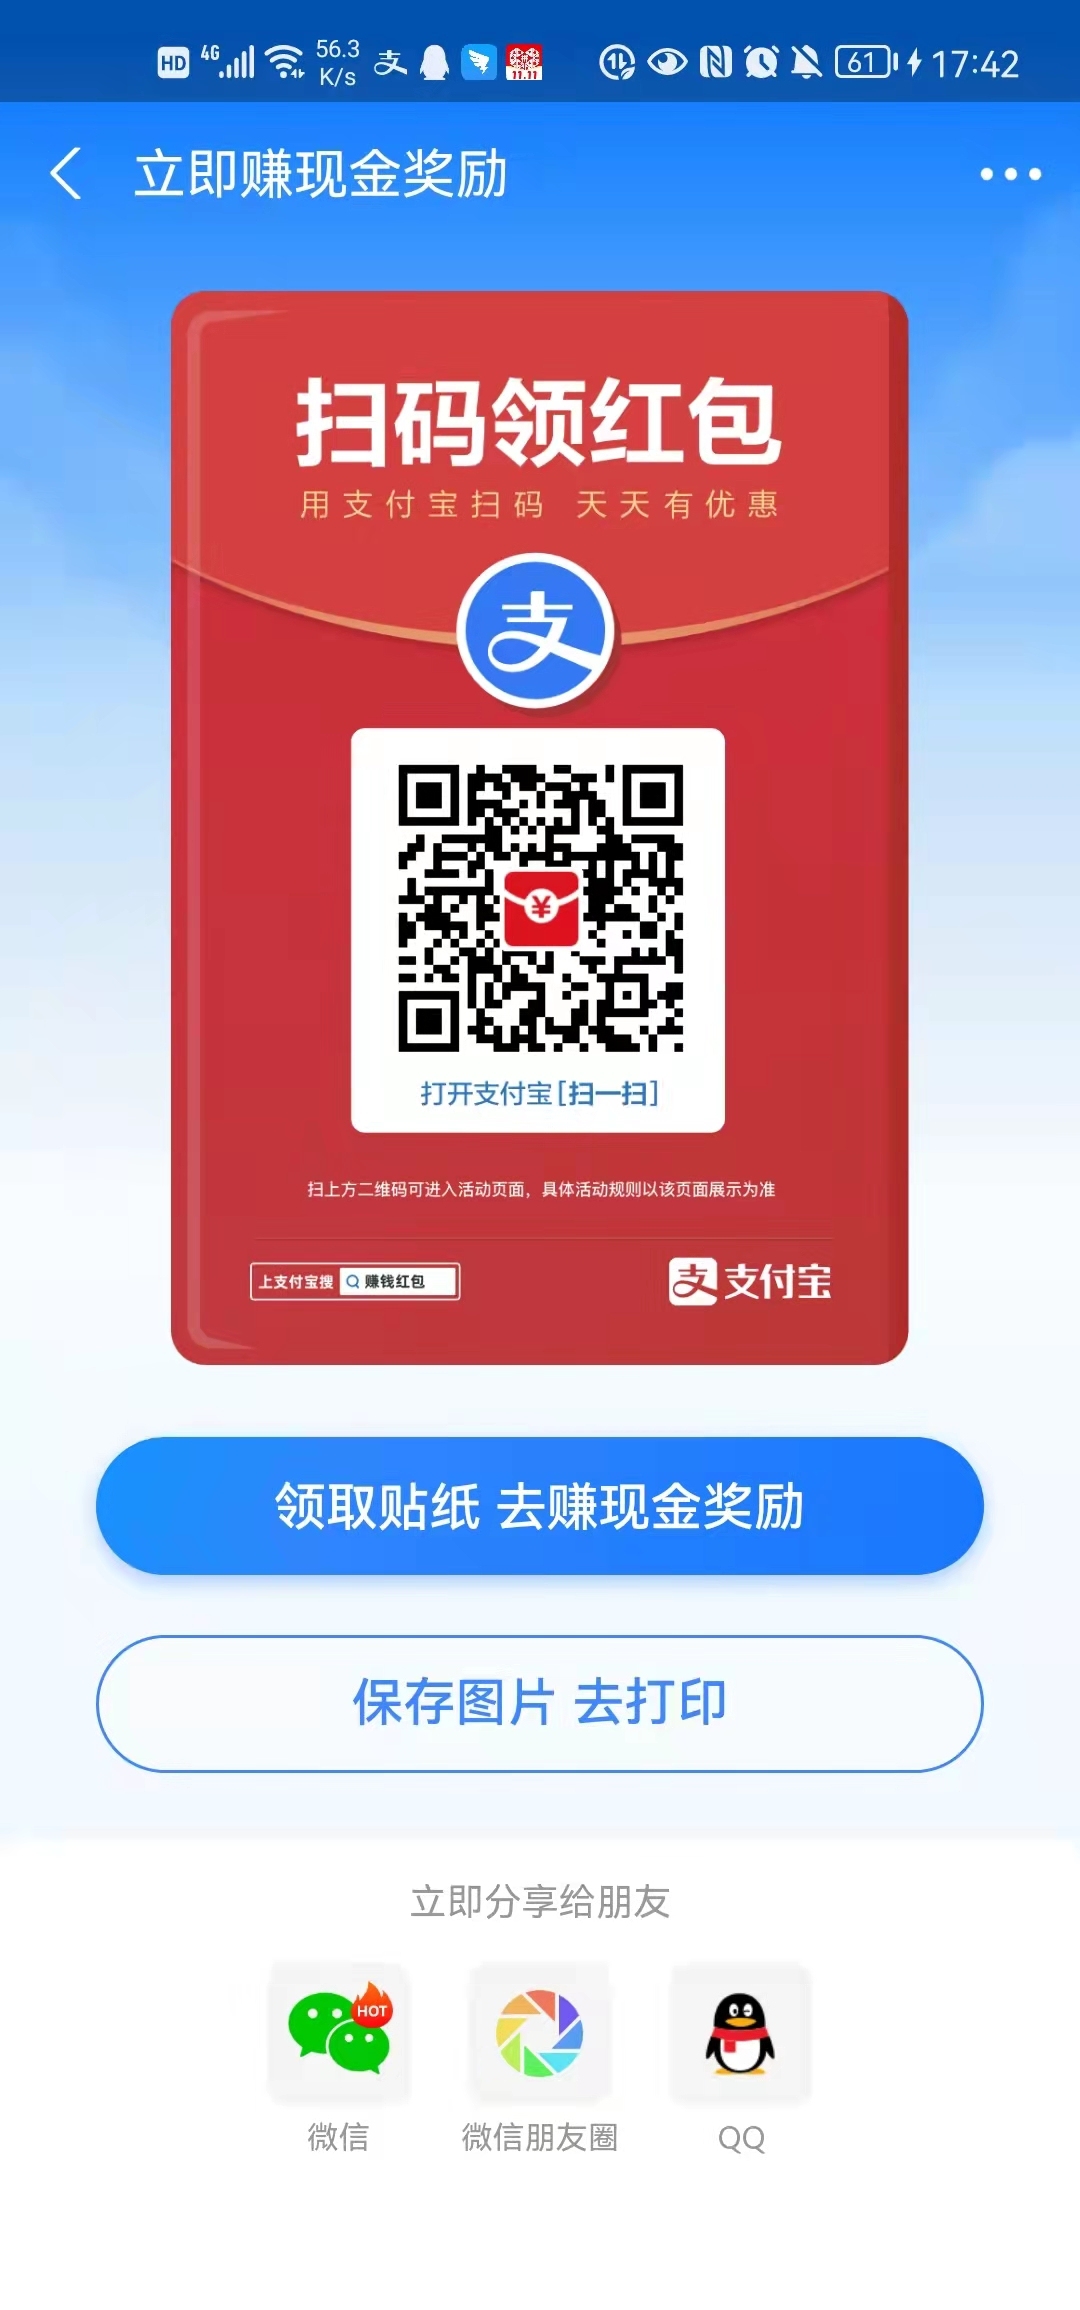 HD 4G 56.3 K/s 支 11.11 61 17:42
立即赚现金奖励
扫码领红包
用支付宝扫码 天天有优惠
支
¥
打开支付宝[扫一扫]
扫上方二维码可进入活动页面，具体活动规则以该页面展示为准
上支付宝搜 赚钱红包
支 支付宝
领取贴纸 去赚现金奖励
保存图片 去打印
立即分享给朋友
HOT
微信 微信朋友圈 QQ